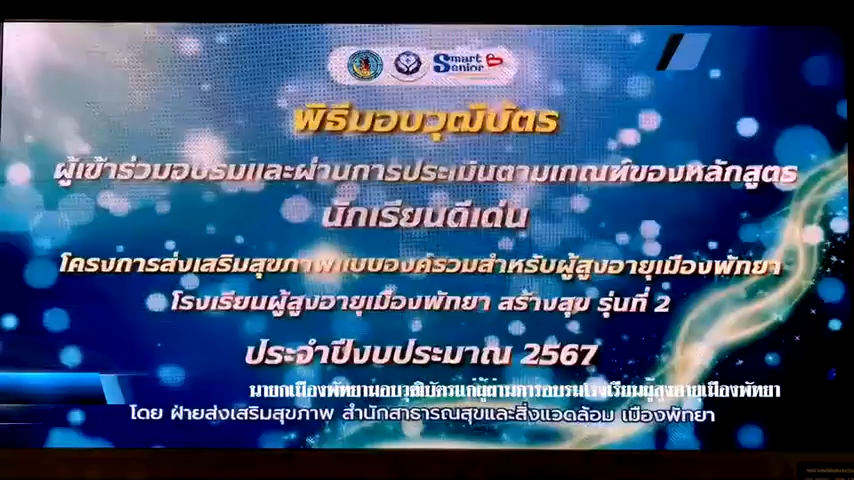 Smart
Senior
พิธีมอบวุฒิบัตร
ผู้เข้าร่วมอบรมและผ่านการประเมินตามเกณฑ์ของหลักสูตร
นักเรียนดีเด่น
โครงการส่งเสริมสุขภาพแบบองค์รวมสำหรับผู้สูงอายุเมืองพัทยา
โรงเรียนผู้สูงอายุเมืองพัทยา สร้างสุข รุ่นที่ 2
ประจำปีงบประมาณ 2567
นายกเมืองพัทยามอบวุฒิบัตรแก่ผู้ผ่านการอบรมโรงเรียนผู้สูงอายุเมืองพัทยา
โดย ฝ่ายส่งเสริมสุขภาพ สำนักสาธารณสุขและสิ่งแวดล้อม เมืองพัทยา